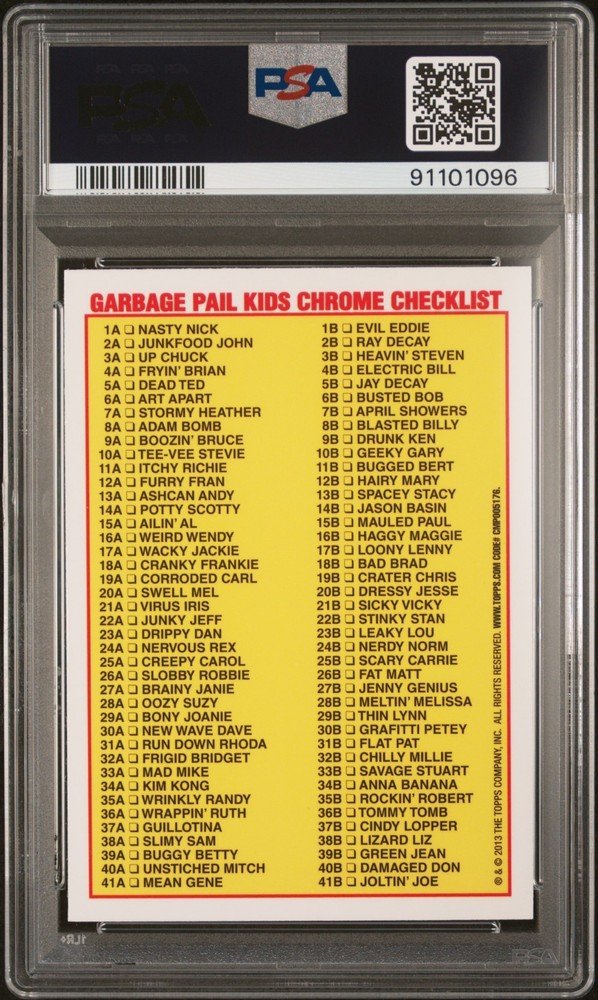 PSA
91101096
GARBAGE PAIL KIDS CHROME CHECKLIST
1A ❏ NASTY NICK
2A ❏ JUNKFOOD JOHN
3A ❏ UP CHUCK
4A ❏ FRYIN' BRIAN
5A ❏ DEAD TED
6A ❏ ART APART
7A ❏ STORMY HEATHER
8A ❏ ADAM BOMB
9A ❏ BOOZIN' BRUCE
10A ❏ TEE-VEE STEVIE
11A ❏ ITCHY RICHIE
12A ❏ FURRY FRAN
13A ❏ ASHCAN ANDY
14A ❏ POTTY SCOTTY
15A ❏ AILIN' AL
16A ❏ WEIRD WENDY
17A ❏ WACKY JACKIE
18A ❏ CRANKY FRANKIE
19A ❏ CORRODED CARL
20A ❏ SWELL MEL
21A ❏ VIRUS IRIS
22A ❏ JUNKY JEFF
23A ❏ DRIPPY DAN
24A ❏ NERVOUS REX
25A ❏ CREEPY CAROL
26A ❏ SLOBBY ROBBIE
27A ❏ BRAINY JANIE
28A ❏ OOZY SUZY
29A ❏ BONY JOANIE
30A ❏ NEW WAVE DAVE
31A ❏ RUN DOWN RHODA
32A ❏ FRIGID BRIDGET
33A ❏ MAD MIKE
34A ❏ KIM KONG
35A ❏ WRINKLY RANDY
36A ❏ WRAPPIN' RUTH
37A ❏ GUILLOTINA
38A ❏ SLIMY SAM
39A ❏ BUGGY BETTY
40A ❏ UNSTICHED MITCH
41A ❏ MEAN GENE
1B ❏ EVIL EDDIE
2B ❏ RAY DECAY
3B ❏ HEAVIN' STEVEN
4B ❏ ELECTRIC BILL
5B ❏ JAY DECAY
6B ❏ BUSTED BOB
7B ❏ APRIL SHOWERS
8B ❏ BLASTED BILLY
9B ❏ DRUNK KEN
10B ❏ GEEKY GARY
11B ❏ BUGGED BERT
12B ❏ HAIRY MARY
13B ❏ SPACEY STACY
14B ❏ JASON BASIN
15B ❏ MAULED PAUL
16B ❏ HAGGY MAGGIE
17B ❏ LOONY LENNY
18B ❏ BAD BRAD
19B ❏ CRATER CHRIS
20B ❏ DRESSY JESSE
21B ❏ SICKY VICKY
22B ❏ STINKY STAN
23B ❏ LEAKY LOU
24B ❏ NERDY NORM
25B ❏ SCARY CARRIE
26B ❏ FAT MATT
27B ❏ JENNY GENIUS
28B ❏ MELTIN' MELISSA
29B ❏ THIN LYNN
30B ❏ GRAFITTI PETEY
31B ❏ FLAT PAT
32B ❏ CHILLY MILLIE
33B ❏ SAVAGE STUART
34B ❏ ANNA BANANA
35B ❏ ROCKIN' ROBERT
36B ❏ TOMMY TOMB
37B ❏ CINDY LOPPER
38B ❏ LIZARD LIZ
39B ❏ GREEN JEAN
40B ❏ DAMAGED DON
41B ❏ JOLTIN' JOE
® & © 2013 THE TOPPS COMPANY, INC. ALL RIGHTS RESERVED. WWW.TOPPS.COM CODE# CMP005178.
PSA